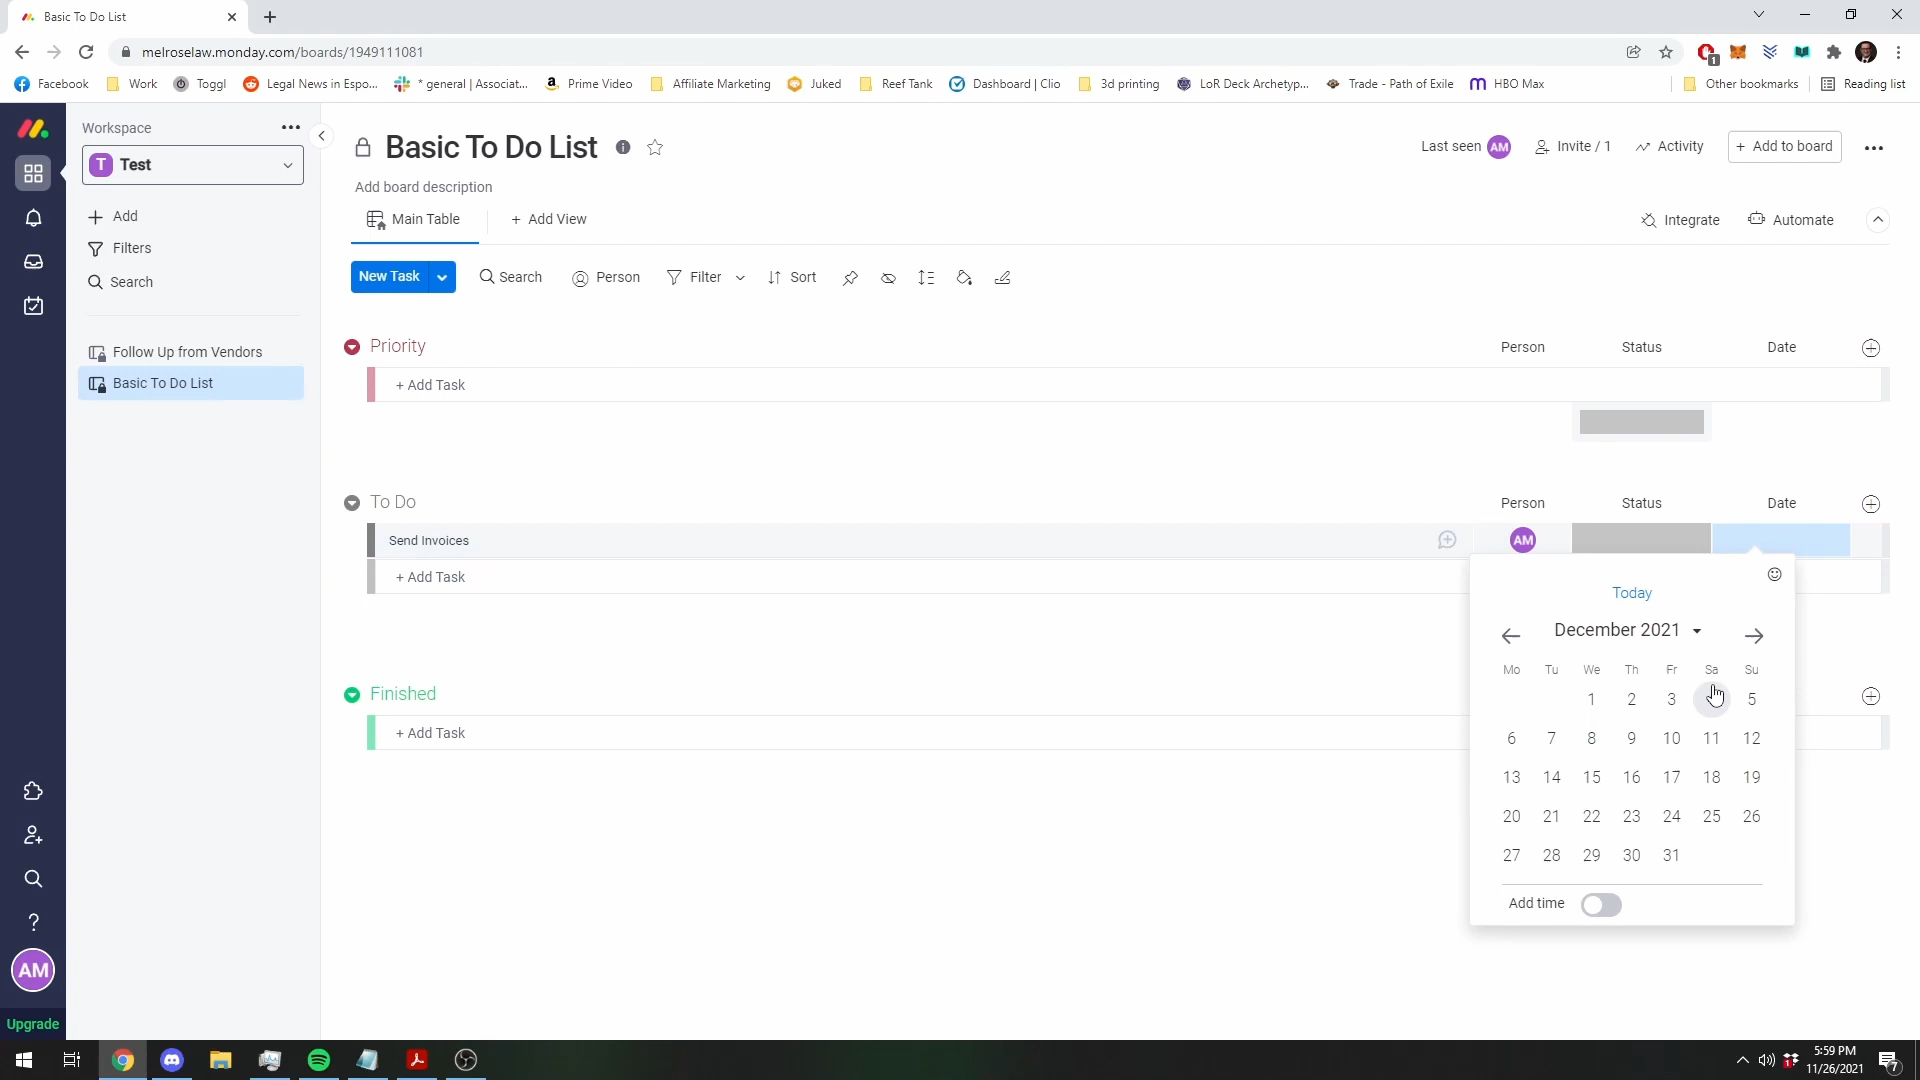 Basic To Do List
melroselaw.monday.com/boards/1949111081
1
Facebook Work Toggl Legal News in Espo... * general | Associat... Prime Video Affiliate Marketing Juked Reef Tank Dashboard | Clio 3d printing LoR Deck Archetyp... Trade - Path of Exile HBO Max Other bookmarks Reading list
Workspace
T Test
Add
Filters
Search
Follow Up from Vendors
Basic To Do List
AM
Upgrade
Basic To Do List
Last seen AM Invite / 1 Activity + Add to board
Add board description
Main Table + Add View Integrate Automate
New Task Search Person Filter Sort
Priority Person Status Date
+ Add Task
To Do Person Status Date
Send Invoices AM
+ Add Task
Finished
+ Add Task
Today
December 2021
Mo Tu We Th Fr Sa Su
1 2 3 5
6 7 8 9 10 11 12
13 14 15 16 17 18 19
20 21 22 23 24 25 26
27 28 29 30 31
Add time
5:59 PM
11/26/2021
7